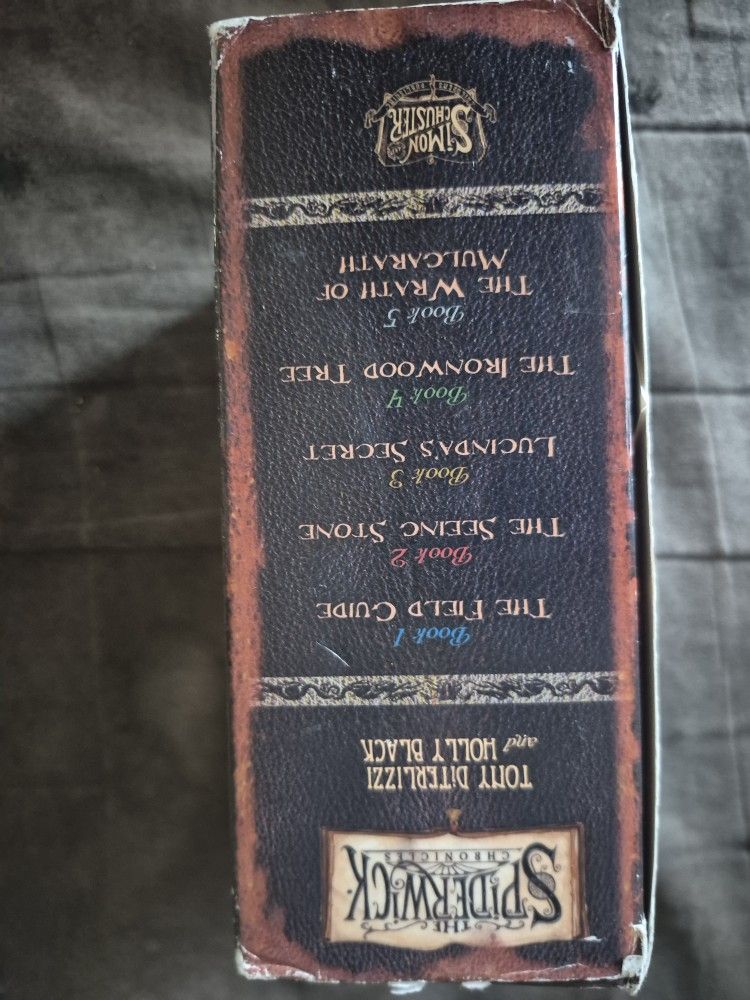 THE
SPIDERWICK
CHRONICLES
TONY DiTERLIZZI
and HOLLY BLACK
Book 1
THE FIELD GUIDE
Book 2
THE SEEING STONE
Book 3
LUCINDA'S SECRET
Book 4
THE IRONWOOD TREE
Book 5
THE WRATH OF
MULGARATH
SIMON
SCHUSTER